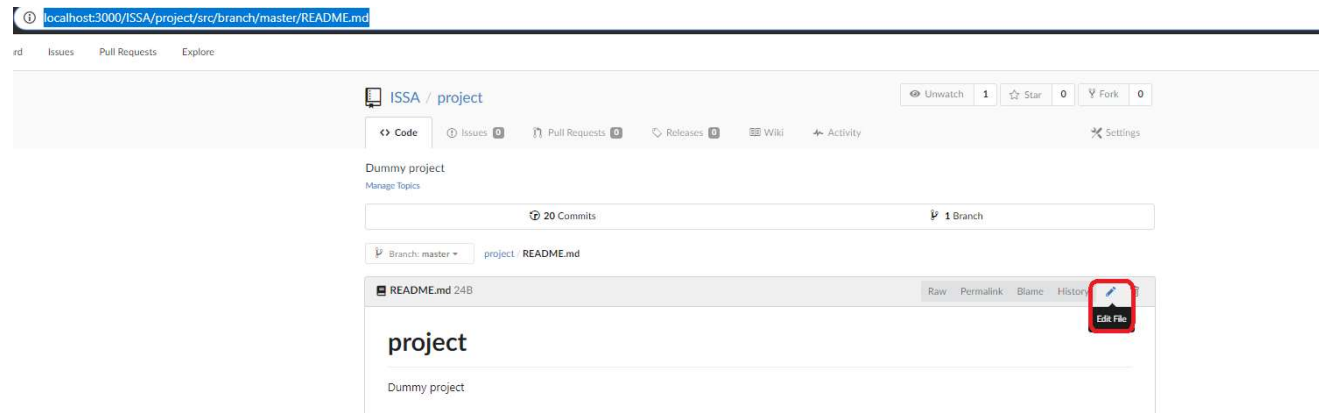 localhost:3000/ISSA/project/src/branch/master/README.md
rd Issues Pull Requests Explore
ISSA / project Unwatch 1 Star 0 Fork 0
Code Issues 0 Pull Requests 0 Releases 0 Wiki Activity Settings
Dummy project
Manage Topics
20 Commits 1 Branch
Branch: master project / README.md
README.md 24B Raw Permalink Blame History
Edit File
project
Dummy project